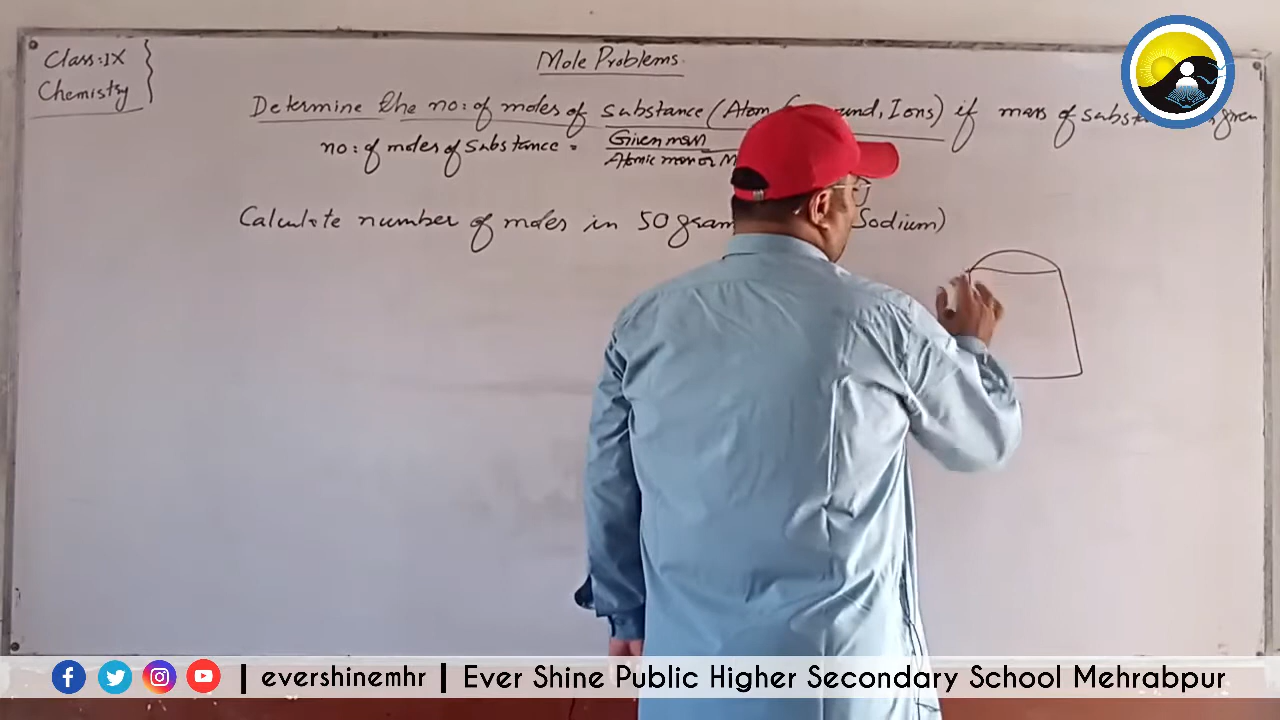 Class: IX
Chemistry
Mole Problems.
Determine the no: of moles of substance (Atom, und, Ions) if mass of subst given
no: of moles of substance = Given mass
Atomic mass or M
Calculate number of moles in 50 gram Sodium)
| evershinemhr | Ever Shine Public Higher Secondary School Mehrabpur